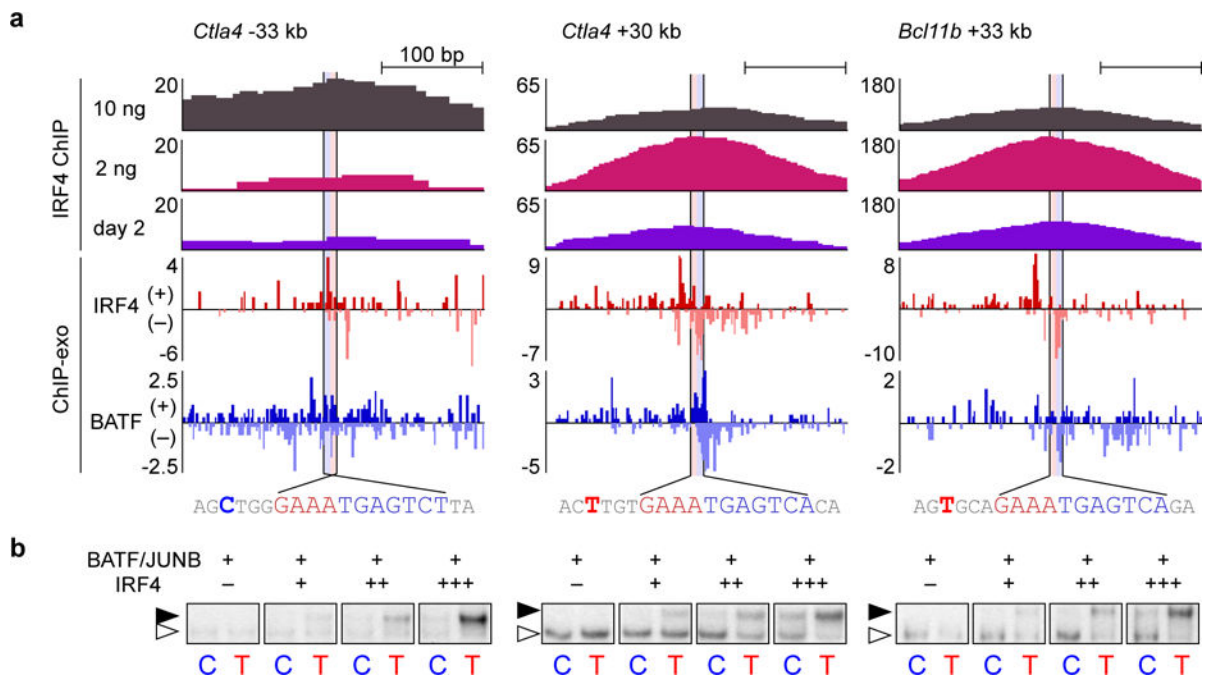 a
Ctla4 -33 kb
Ctla4 +30 kb
Bcl11b +33 kb
100 bp
IRF4 ChIP
10 ng
20
65
180
2 ng
20
65
180
day 2
20
65
180
ChIP-exo
IRF4
(+)
(–)
4
-6
9
-7
8
-10
BATF
(+)
(–)
2.5
-2.5
3
-5
2
-2
AGCTGGGAAATGAGTCTTA
ACTTGTGAAATGAGTCACA
AGTGCAGAAATGAGTCAGA
b
BATF/JUNB + + + + + + + + + + + +
IRF4 – + ++ +++ – + ++ +++ – + ++ +++
C T C T C T C T C T C T C T C T C T C T C T C T